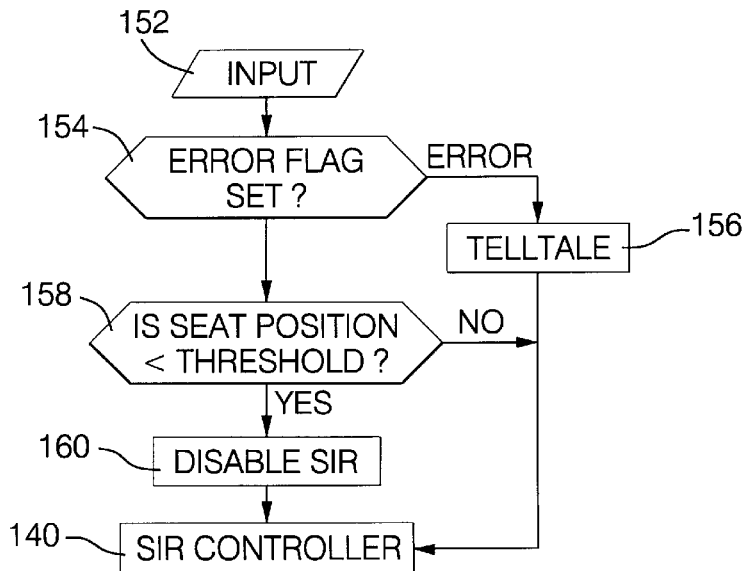 152
INPUT
154
ERROR FLAG
SET ?
ERROR
TELLTALE
156
158
IS SEAT POSITION
< THRESHOLD ?
NO
YES
160
DISABLE SIR
140
SIR CONTROLLER